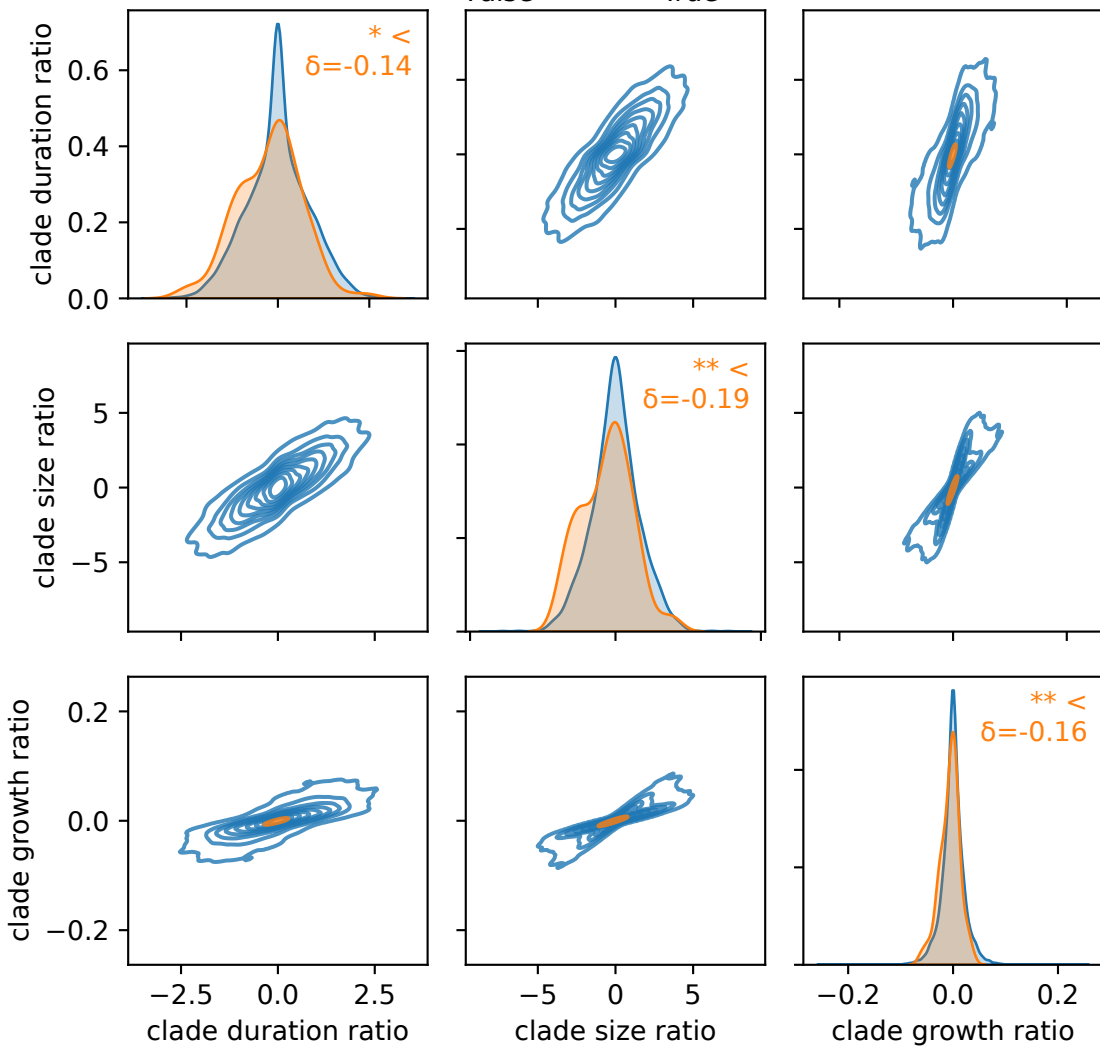 clade duration ratio
0.6
0.4
0.2
0.0
* <
δ=-0.14
clade size ratio
5
0
−5
** <
δ=-0.19
clade growth ratio
0.2
0.0
−0.2
** <
δ=-0.16
−2.5 0.0 2.5
clade duration ratio
−5 0 5
clade size ratio
−0.2 0.0 0.2
clade growth ratio